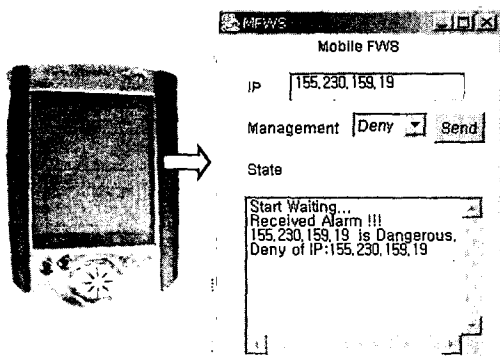 MFWS
Mobile FWS
IP 155,230,159,19
Management Deny Send
State
Start Waiting...
Received Alarm !!!
155,230,159,19 is Dangerous,
Deny of IP:155,230,159,19